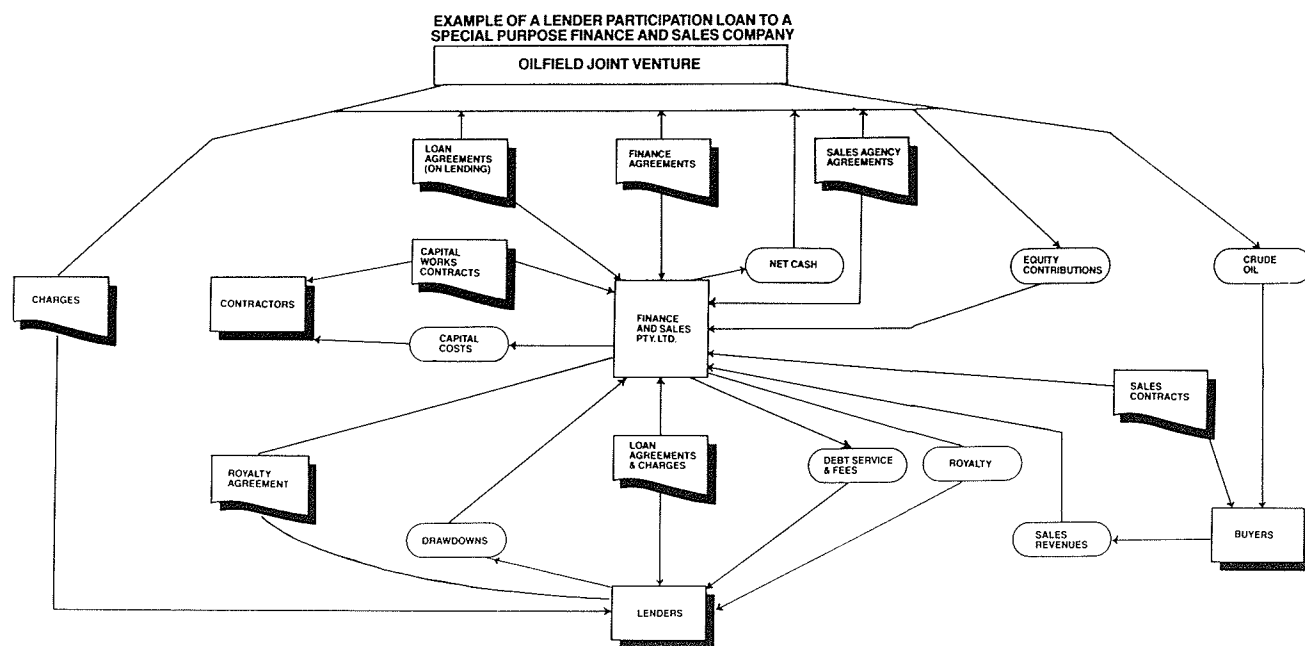 EXAMPLE OF A LENDER PARTICIPATION LOAN TO A
SPECIAL PURPOSE FINANCE AND SALES COMPANY
OILFIELD JOINT VENTURE
LOAN
AGREEMENTS
(ON LENDING)
FINANCE
AGREEMENTS
SALES AGENCY
AGREEMENTS
CAPITAL
WORKS
CONTRACTS
NET CASH
EQUITY
CONTRIBUTIONS
CRUDE
OIL
CHARGES
CONTRACTORS
FINANCE
AND SALES
PTY. LTD.
CAPITAL
COSTS
SALES
CONTRACTS
ROYALTY
AGREEMENT
LOAN
AGREEMENTS
& CHARGES
DEBT SERVICE
& FEES
ROYALTY
DRAWDOWNS
SALES
REVENUES
BUYERS
LENDERS